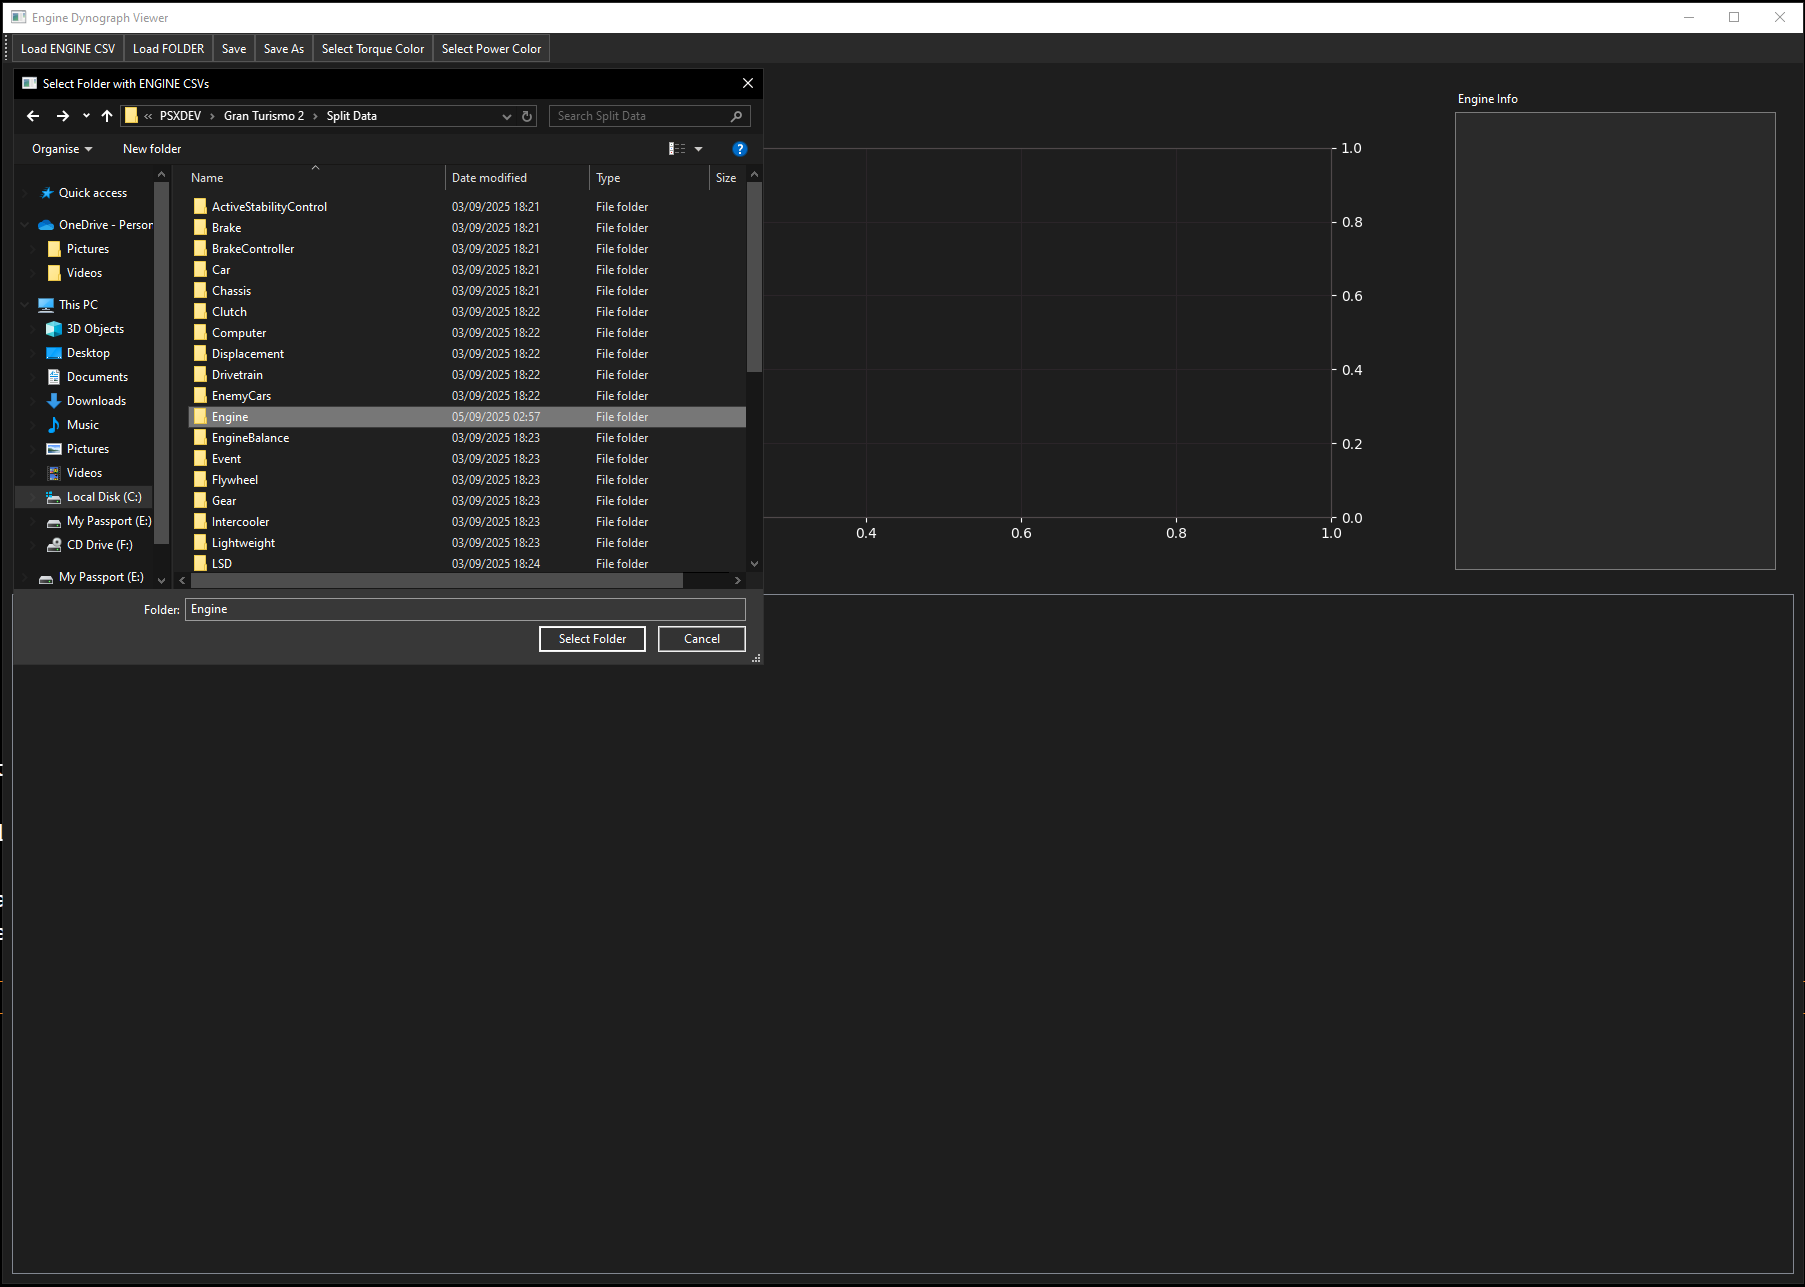 Engine Dynograph Viewer
Load ENGINE CSV Load FOLDER Save Save As Select Torque Color Select Power Color
Select Folder with ENGINE CSVs
« PSXDEV › Gran Turismo 2 › Split Data
Search Split Data
Organise New folder
?
Name Date modified Type Size
Quick access
OneDrive - Person
Pictures
Videos
This PC
3D Objects
Desktop
Documents
Downloads
Music
Pictures
Videos
Local Disk (C:)
My Passport (E:)
CD Drive (F:)
My Passport (E:)
ActiveStabilityControl 03/09/2025 18:21 File folder
Brake 03/09/2025 18:21 File folder
BrakeController 03/09/2025 18:21 File folder
Car 03/09/2025 18:21 File folder
Chassis 03/09/2025 18:21 File folder
Clutch 03/09/2025 18:22 File folder
Computer 03/09/2025 18:22 File folder
Displacement 03/09/2025 18:22 File folder
Drivetrain 03/09/2025 18:22 File folder
EnemyCars 03/09/2025 18:22 File folder
Engine 05/09/2025 02:57 File folder
EngineBalance 03/09/2025 18:23 File folder
Event 03/09/2025 18:23 File folder
Flywheel 03/09/2025 18:23 File folder
Gear 03/09/2025 18:23 File folder
Intercooler 03/09/2025 18:23 File folder
Lightweight 03/09/2025 18:23 File folder
LSD 03/09/2025 18:24 File folder
Folder: Engine
Select Folder Cancel
1.0
0.8
0.6
0.4
0.2
0.0
0.4 0.6 0.8 1.0
Engine Info